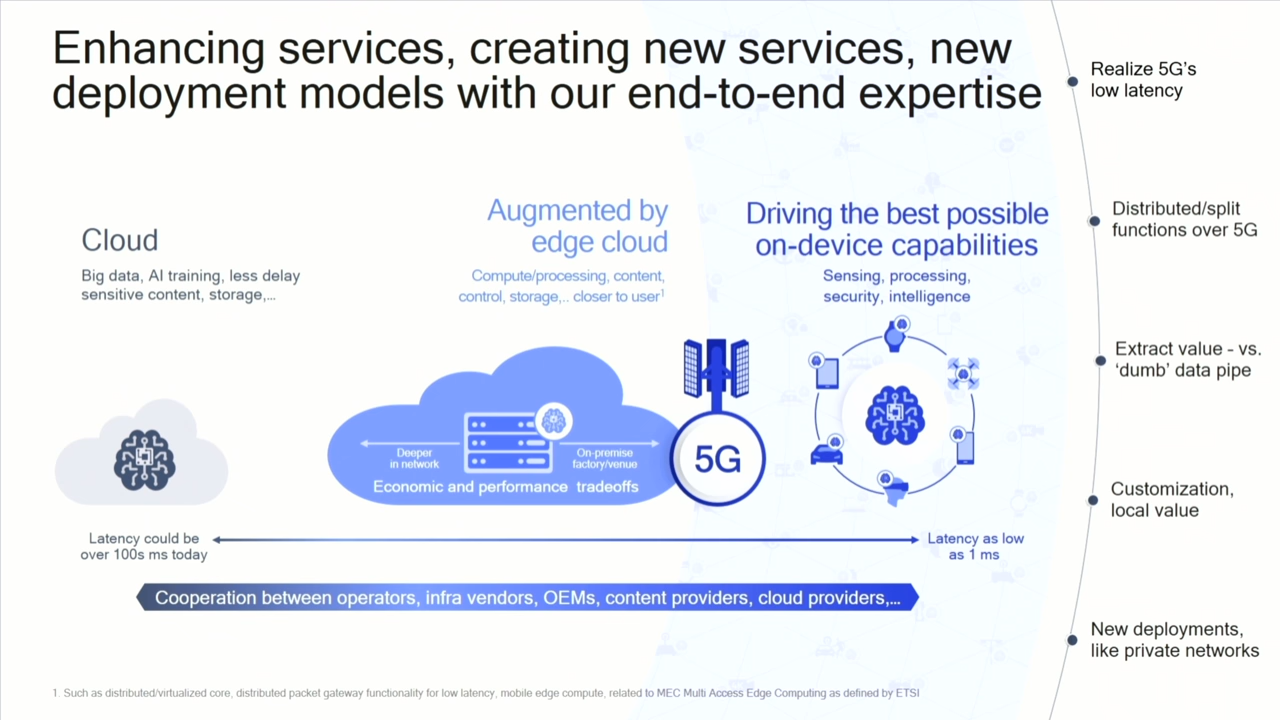 Enhancing services, creating new services, new
deployment models with our end-to-end expertise
Cloud
Big data, AI training, less delay
sensitive content, storage,...
Augmented by
edge cloud
Compute/processing, content,
control, storage,.. closer to user¹
Driving the best possible
on-device capabilities
Sensing, processing,
security, intelligence
Deeper
in network
On-premise
factory/venue
Economic and performance tradeoffs
5G
Latency could be
over 100s ms today
Latency as low
as 1 ms
Cooperation between operators, infra vendors, OEMs, content providers, cloud providers,...
Realize 5G’s
low latency
Distributed/split
functions over 5G
Extract value - vs.
‘dumb’ data pipe
Customization,
local value
New deployments,
like private networks
1. Such as distributed/virtualized core, distributed packet gateway functionality for low latency, mobile edge compute, related to MEC Multi Access Edge Computing as defined by ETSI